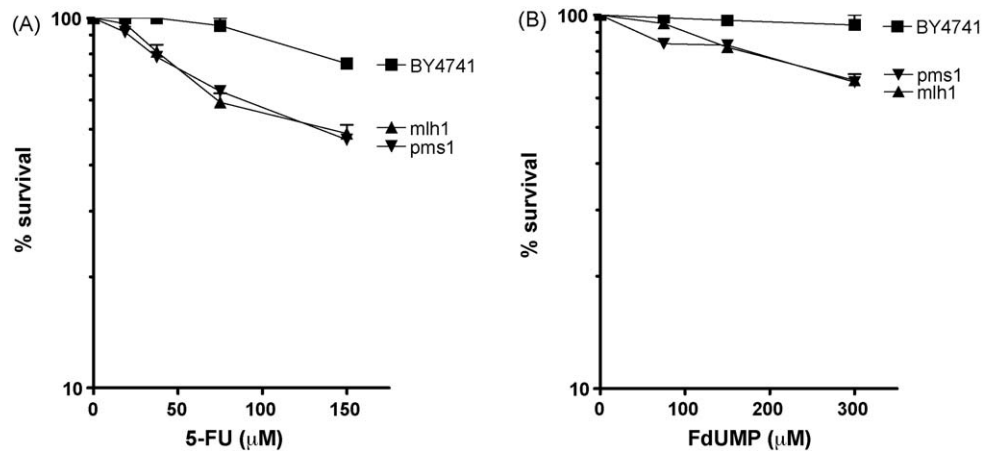 (A)
100
10
% survival
0 50 100 150
5-FU (μM)
BY4741
mlh1
pms1
(B)
100
10
% survival
0 100 200 300
FdUMP (μM)
BY4741
pms1
mlh1